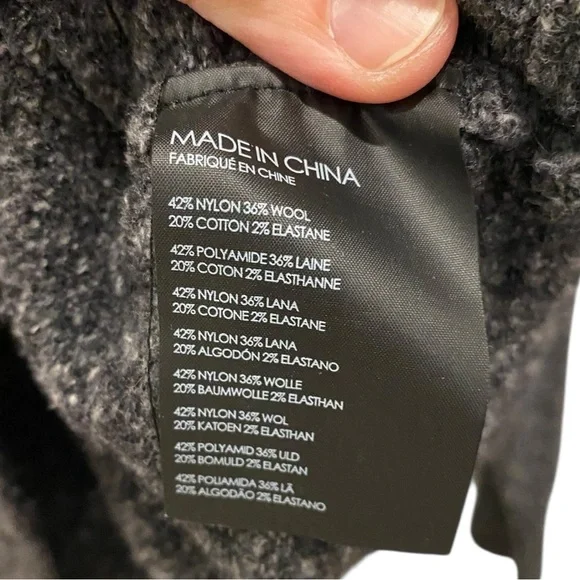 MADE IN CHINA
FABRIQUÉ EN CHINE
42% NYLON 36% WOOL
20% COTTON 2% ELASTANE
42% POLYAMIDE 36% LAINE
20% COTON 2% ELASTHANNE
42% NYLON 36% LANA
20% COTONE 2% ELASTANE
42% NYLON 36% LANA
20% ALGODÓN 2% ELASTANO
42% NYLON 36% WOLLE
20% BAUMWOLLE 2% ELASTHAN
42% NYLON 36% WOL
20% KATOEN 2% ELASTHAN
42% POLYAMID 36% ULD
20% BOMULD 2% ELASTAN
42% POLIAMIDA 36% LÃ
20% ALGODÃO 2% ELASTANO